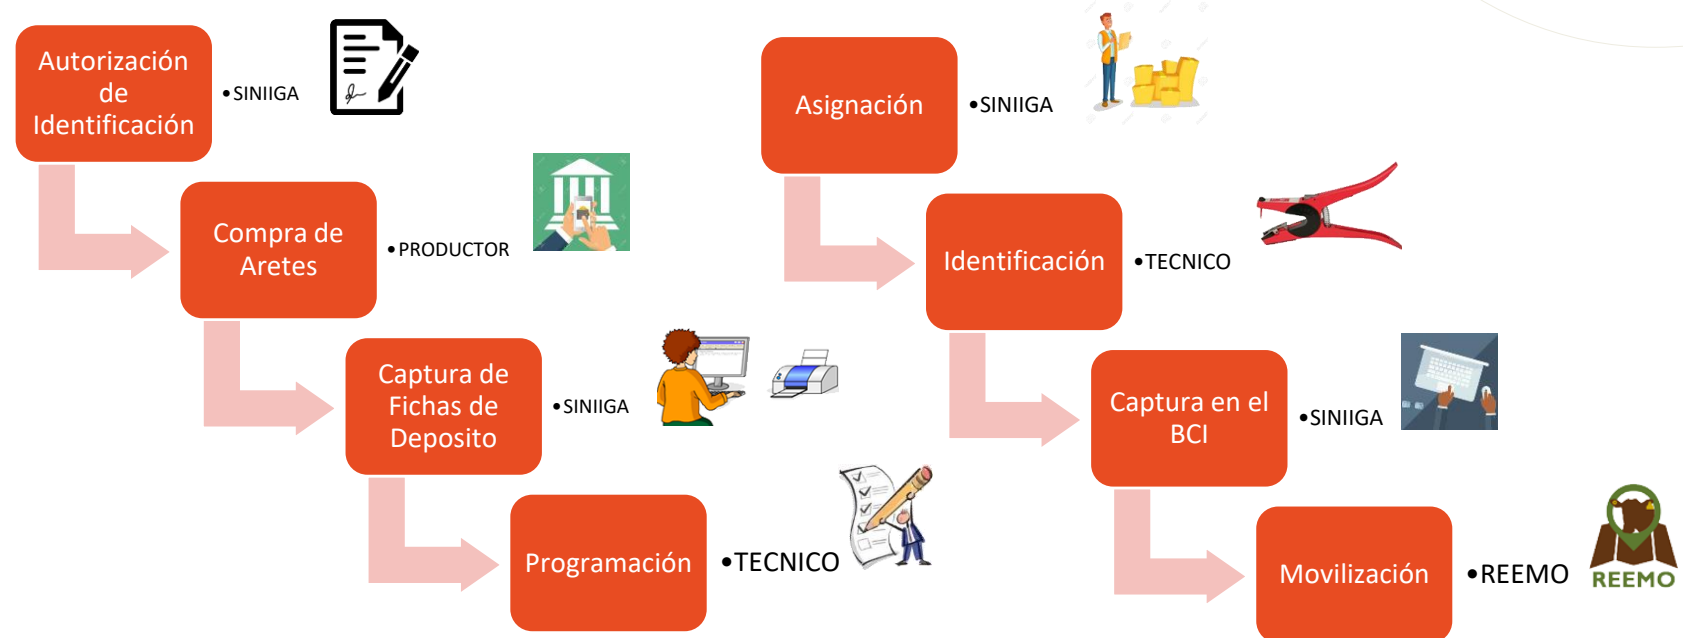 Autorización
de
Identificación
•SINIIGA
Compra de
Aretes
•PRODUCTOR
Captura de
Fichas de
Deposito
•SINIIGA
Programación
•TECNICO
Asignación
•SINIIGA
Identificación
•TECNICO
Captura en el
BCI
•SINIIGA
Movilización
•REEMO
REEMO